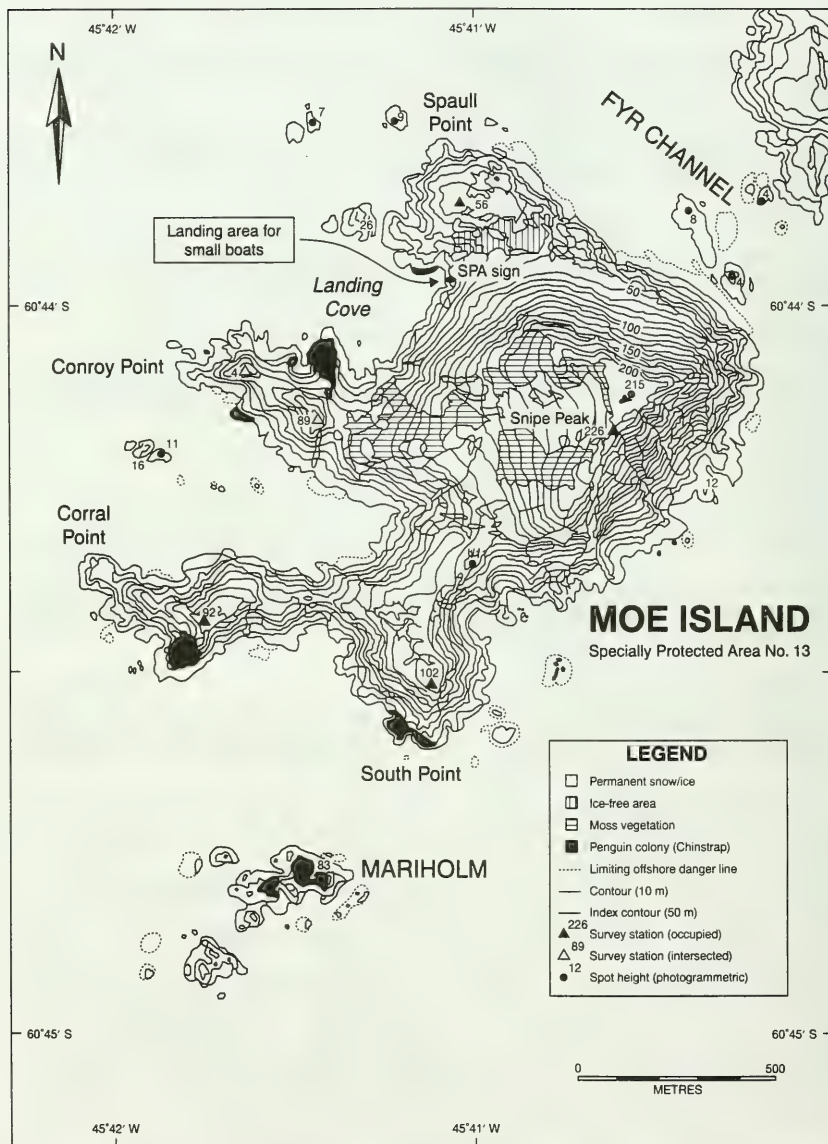 45°42' W
45°41' W
N
7
9
Spaull
Point
FYR CHANNEL
4
8
56
26
Landing area for
small boats
SPA sign
Landing
Cove
60°44' S
60°44' S
50
100
150
200
215
Conroy Point
4
89
Snipe Peak
226
11
16
12
Corral
Point
92
MOE ISLAND
Specially Protected Area No. 13
102
South Point
LEGEND
Permanent snow/ice
Ice-free area
Moss vegetation
Penguin colony (Chinstrap)
Limiting offshore danger line
Contour (10 m)
Index contour (50 m)
226 Survey station (occupied)
89 Survey station (intersected)
12 Spot height (photogrammetric)
83
MARIHOLM
60°45' S
60°45' S
0 500
METRES
45°42' W
45°41' W